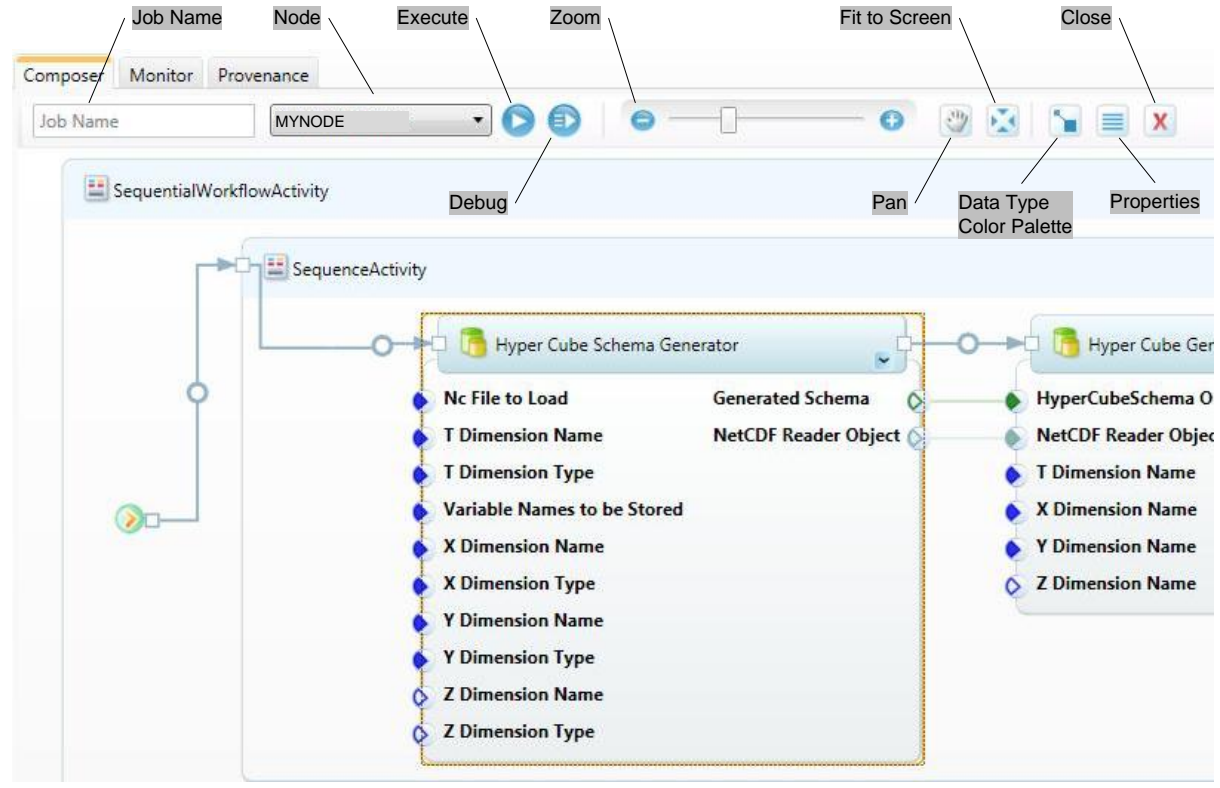 Job Name Node Execute Zoom Fit to Screen Close
Composer Monitor Provenance
Job Name MYNODE X
Debug Pan Data Type Color Palette Properties
SequentialWorkflowActivity
SequenceActivity
Hyper Cube Schema Generator
Nc File to Load Generated Schema
T Dimension Name NetCDF Reader Object
T Dimension Type
Variable Names to be Stored
X Dimension Name
X Dimension Type
Y Dimension Name
Y Dimension Type
Z Dimension Name
Z Dimension Type
Hyper Cube Ger
HyperCubeSchema O
NetCDF Reader Objec
T Dimension Name
X Dimension Name
Y Dimension Name
Z Dimension Name